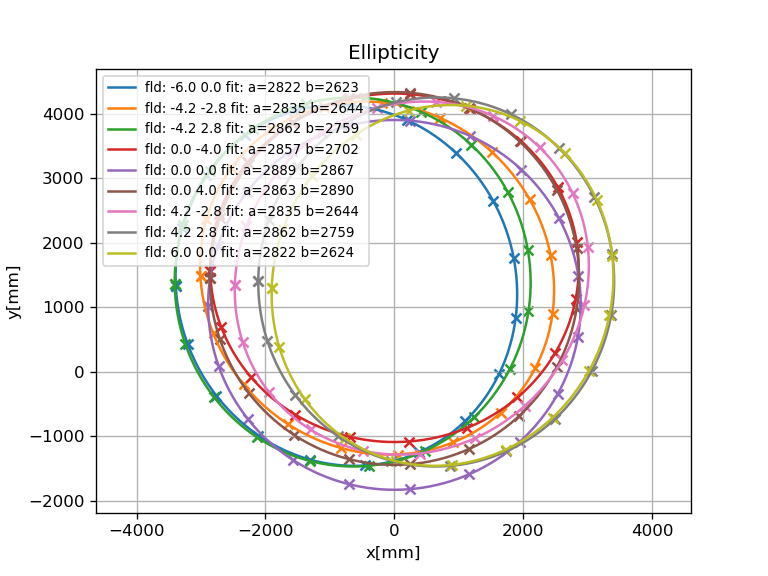 Ellipticity
fld: -6.0 0.0 fit: a=2822 b=2623
fld: -4.2 -2.8 fit: a=2835 b=2644
fld: -4.2 2.8 fit: a=2862 b=2759
fld: 0.0 -4.0 fit: a=2857 b=2702
fld: 0.0 0.0 fit: a=2889 b=2867
fld: 0.0 4.0 fit: a=2863 b=2890
fld: 4.2 -2.8 fit: a=2835 b=2644
fld: 4.2 2.8 fit: a=2862 b=2759
fld: 6.0 0.0 fit: a=2822 b=2624
4000
3000
2000
1000
0
−1000
−2000
y[mm]
−4000 −2000 0 2000 4000
x[mm]